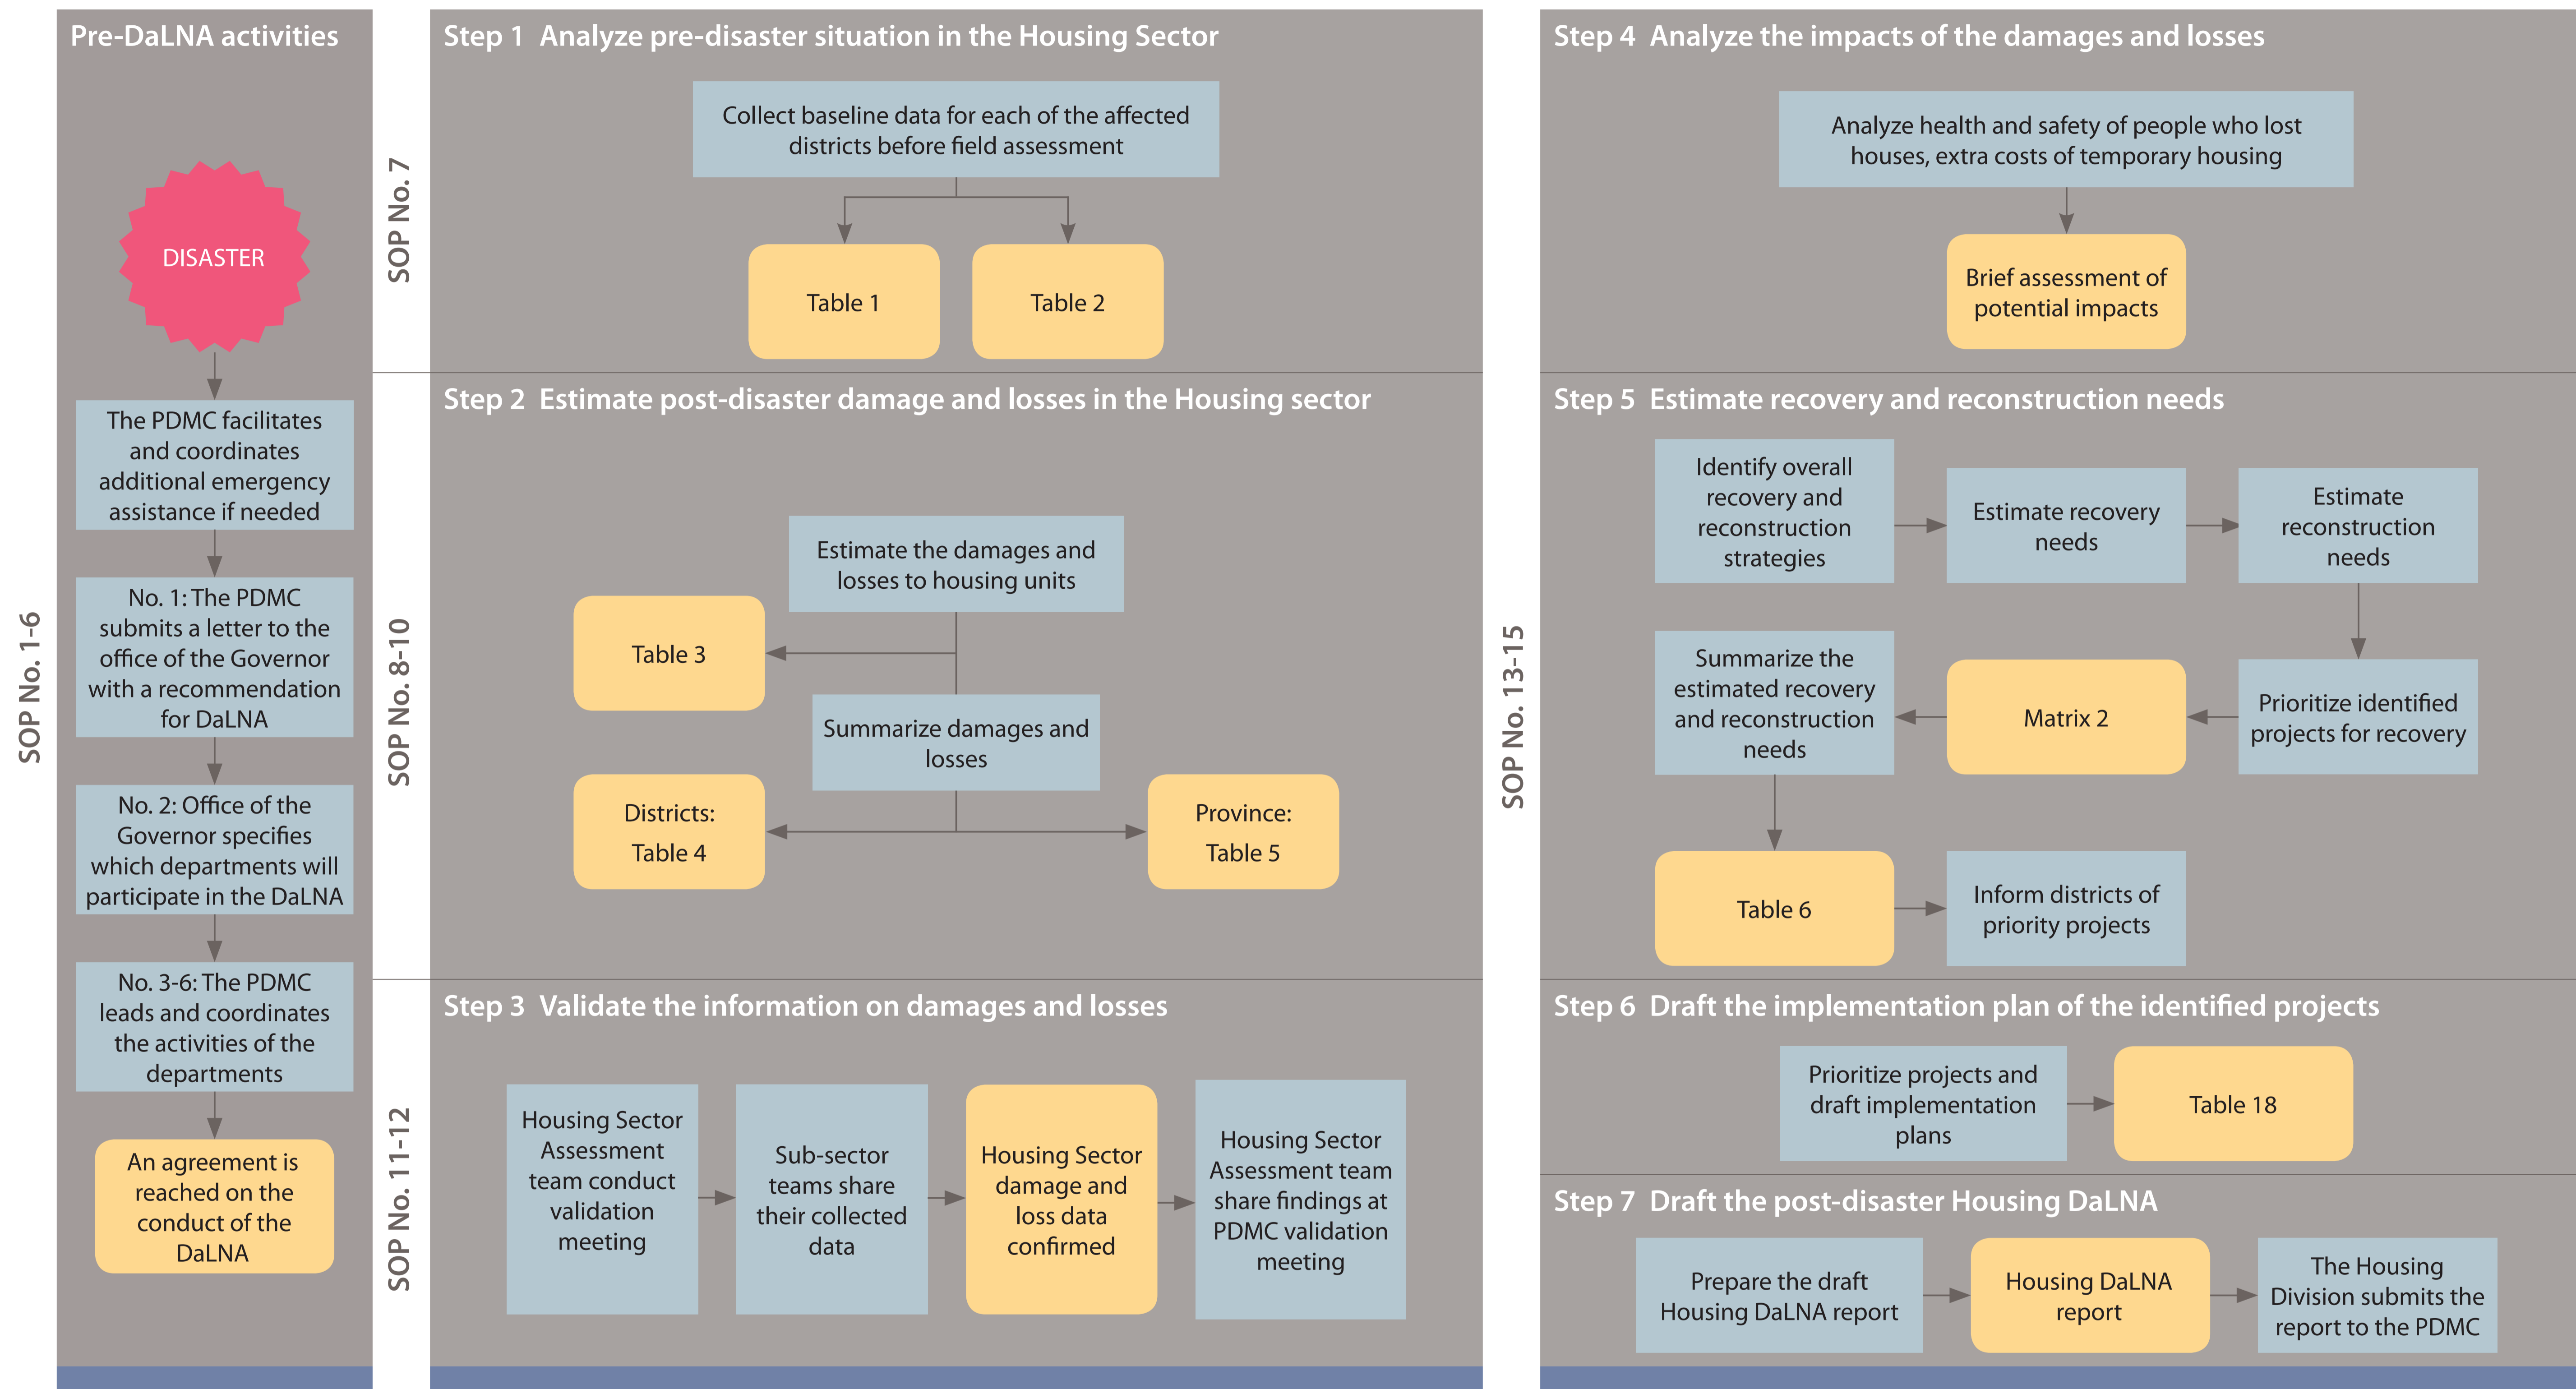 Pre-DaLNA activities
DISASTER
The PDMC facilitates
and coordinates
additional emergency
assistance if needed
No. 1: The PDMC
submits a letter to the
office of the Governor
with a recommendation
for DaLNA
No. 2: Office of the
Governor specifies
which departments will
participate in the DaLNA
No. 3-6: The PDMC
leads and coordinates
the activities of the
departments
An agreement is
reached on the
conduct of the
DaLNA
SOP No. 1-6
SOP No. 7
Step 1 Analyze pre-disaster situation in the Housing Sector
Collect baseline data for each of the affected
districts before field assessment
Table 1
Table 2
SOP No. 8-10
Step 2 Estimate post-disaster damage and losses in the Housing sector
Estimate the damages and
losses to housing units
Table 3
Summarize damages and
losses
Districts:
Table 4
Province:
Table 5
SOP No. 11-12
Step 3 Validate the information on damages and losses
Housing Sector
Assessment
team conduct
validation
meeting
Sub-sector
teams share
their collected
data
Housing Sector
damage and
loss data
confirmed
Housing Sector
Assessment team
share findings at
PDMC validation
meeting
SOP No. 13-15
Step 4 Analyze the impacts of the damages and losses
Analyze health and safety of people who lost
houses, extra costs of temporary housing
Brief assessment of
potential impacts
Step 5 Estimate recovery and reconstruction needs
Identify overall
recovery and
reconstruction
strategies
Estimate recovery
needs
Estimate
reconstruction
needs
Prioritize identified
projects for recovery
Matrix 2
Summarize the
estimated recovery
and reconstruction
needs
Table 6
Inform districts of
priority projects
Step 6 Draft the implementation plan of the identified projects
Prioritize projects and
draft implementation
plans
Table 18
Step 7 Draft the post-disaster Housing DaLNA
Prepare the draft
Housing DaLNA report
Housing DaLNA
report
The Housing
Division submits the
report to the PDMC